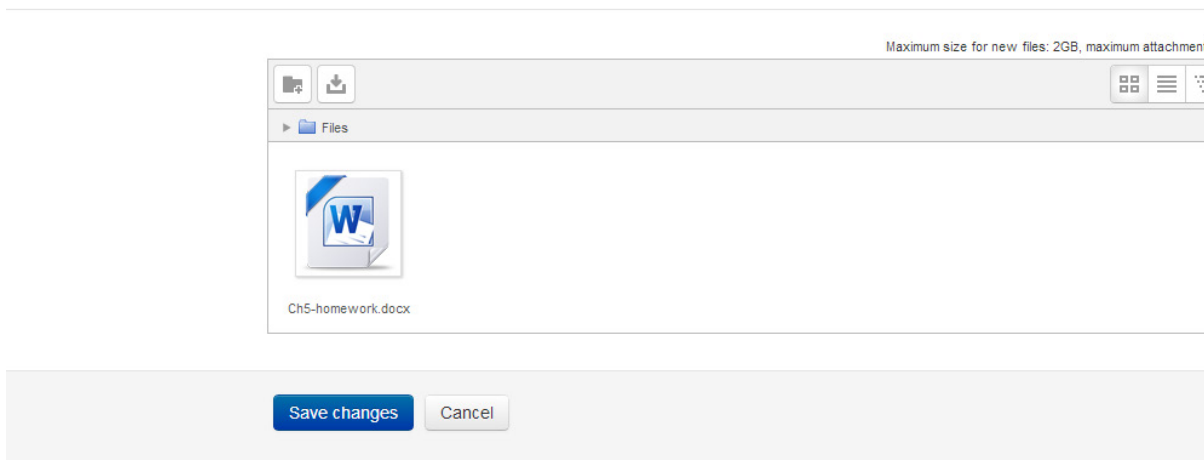 Maximum size for new files: 2GB, maximum attachment
Files
W
Ch5-homework.docx
Save changes
Cancel